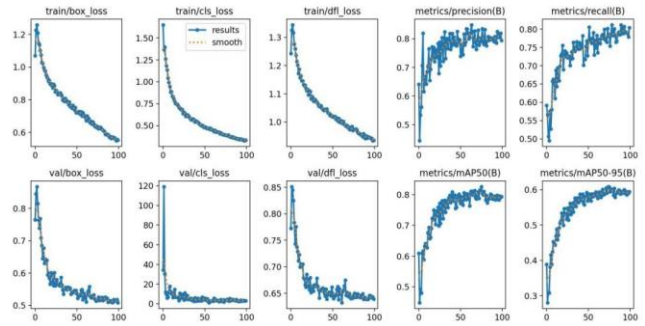 train/box_loss
1.2
1.0
0.8
0.6
0 50 100
train/cls_loss
1.50
1.25
1.00
0.75
0.50
0 50 100
results
smooth
train/dfl_loss
1.3
1.2
1.1
1.0
0 50 100
metrics/precision(B)
0.8
0.7
0.6
0.5
0 50 100
metrics/recall(B)
0.80
0.75
0.70
0.65
0.60
0.55
0.50
0 50 100
val/box_loss
0.8
0.7
0.6
0.5
0 50 100
val/cls_loss
120
100
80
60
40
20
0
0 50 100
val/dfl_loss
0.85
0.80
0.75
0.70
0.65
0 50 100
metrics/mAP50(B)
0.8
0.7
0.6
0.5
0 50 100
metrics/mAP50-95(B)
0.6
0.5
0.4
0.3
0 50 100